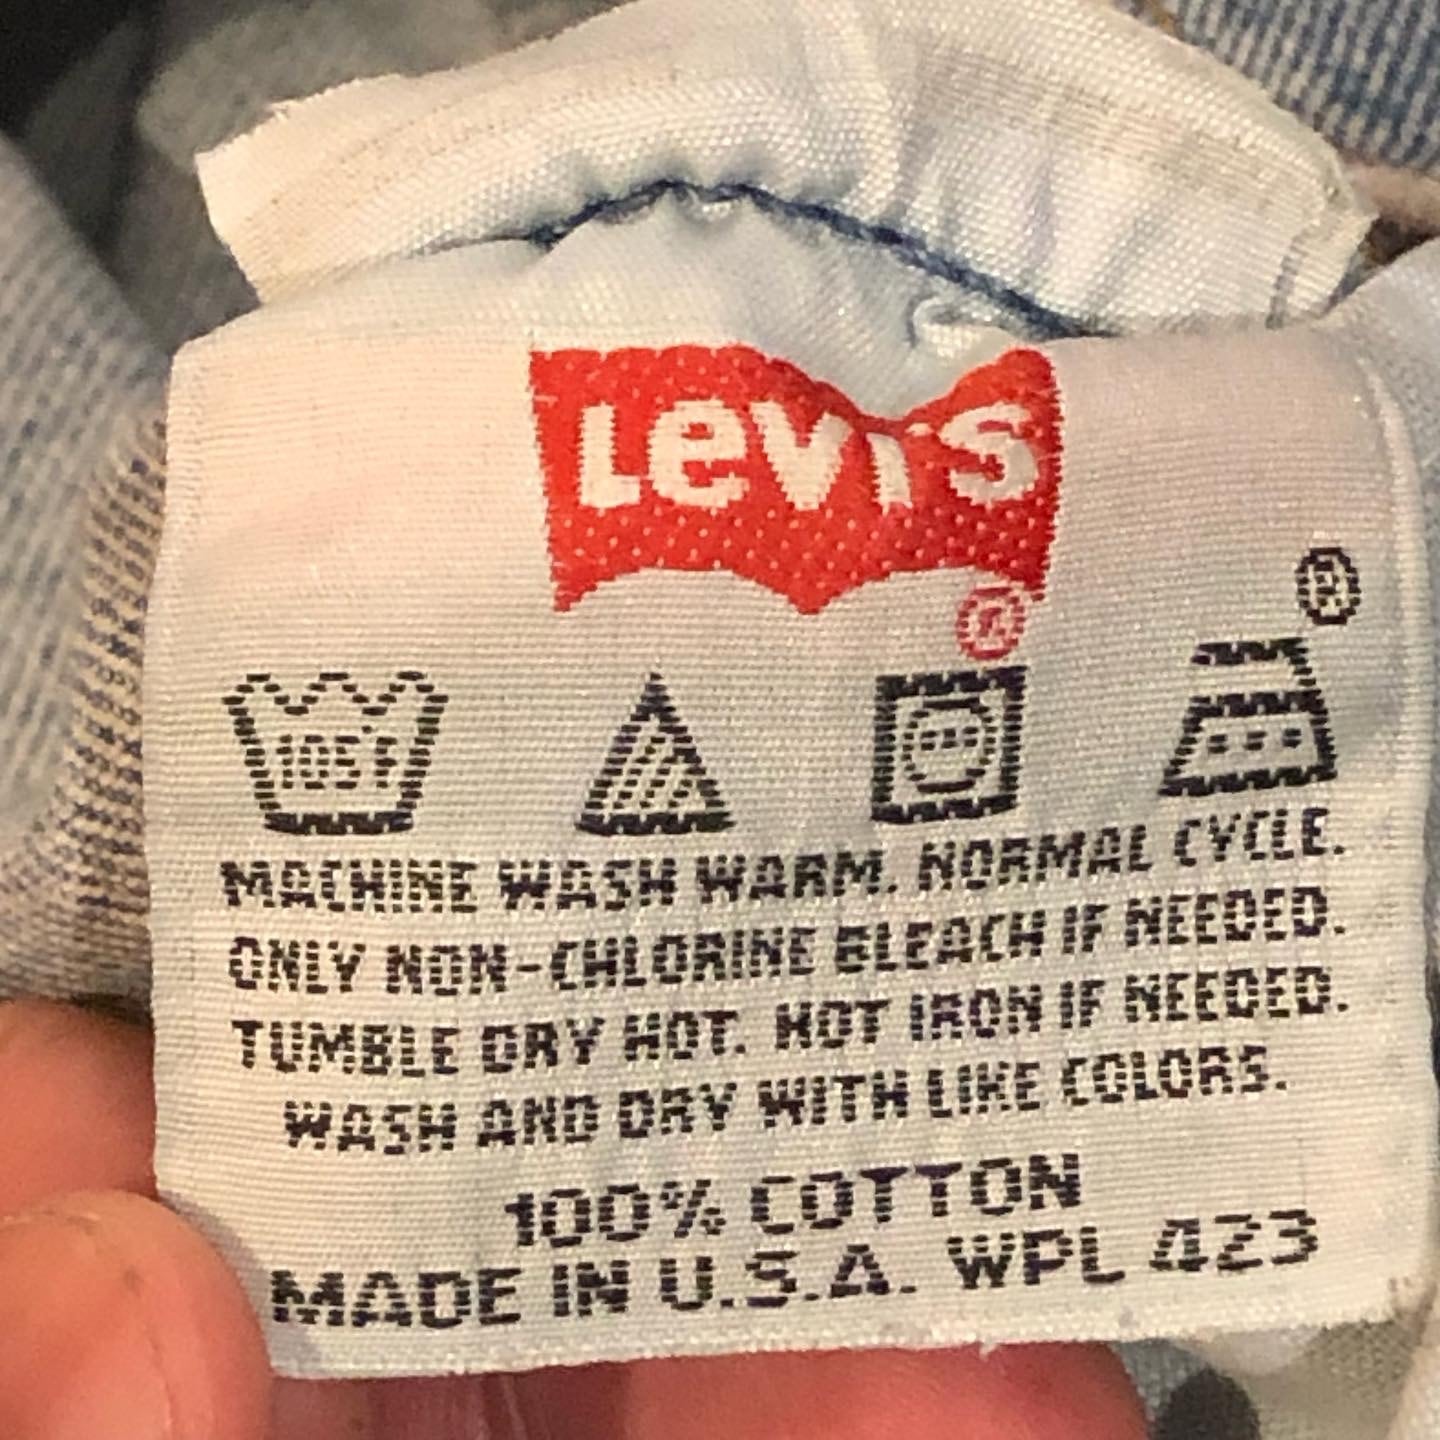 Levi's
®
®
105°F
MACHINE WASH WARM. NORMAL CYCLE.
ONLY NON-CHLORINE BLEACH IF NEEDED.
TUMBLE DRY HOT. HOT IRON IF NEEDED.
WASH AND DRY WITH LIKE COLORS.
100% COTTON
MADE IN U.S.A. WPL 423